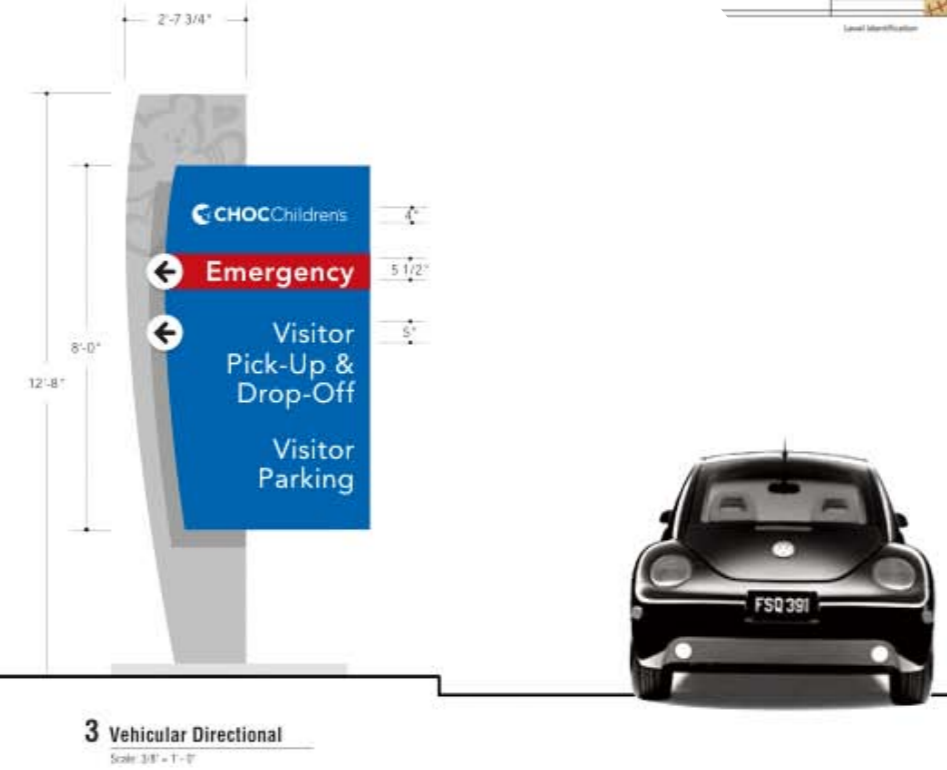 2'-7 3/4"
Level Identification
CHOC Children's
4"
Emergency
5 1/2"
Visitor
5"
Pick-Up &
Drop-Off
8'-0"
12'-8"
Visitor
Parking
FSQ 391
3 Vehicular Directional
Scale: 3/8" = 1'-0"